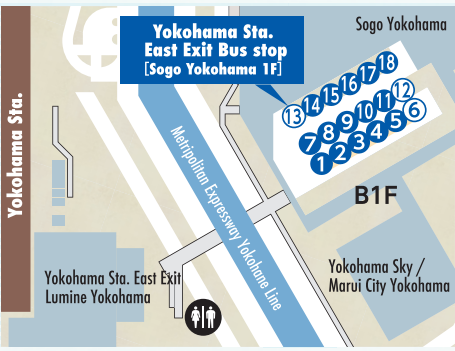 Yokohama Sta.
East Exit Bus stop
[Sogo Yokohama 1F]
Sogo Yokohama
Yokohama Sta.
13 14 15 16 17 18
7 8 9 10 11 12
1 2 3 4 5 6
B1F
Metripolitan Expressway Yokohane Line
Yokohama Sta. East Exit
Lumine Yokohama
Yokohama Sky /
Marui City Yokohama